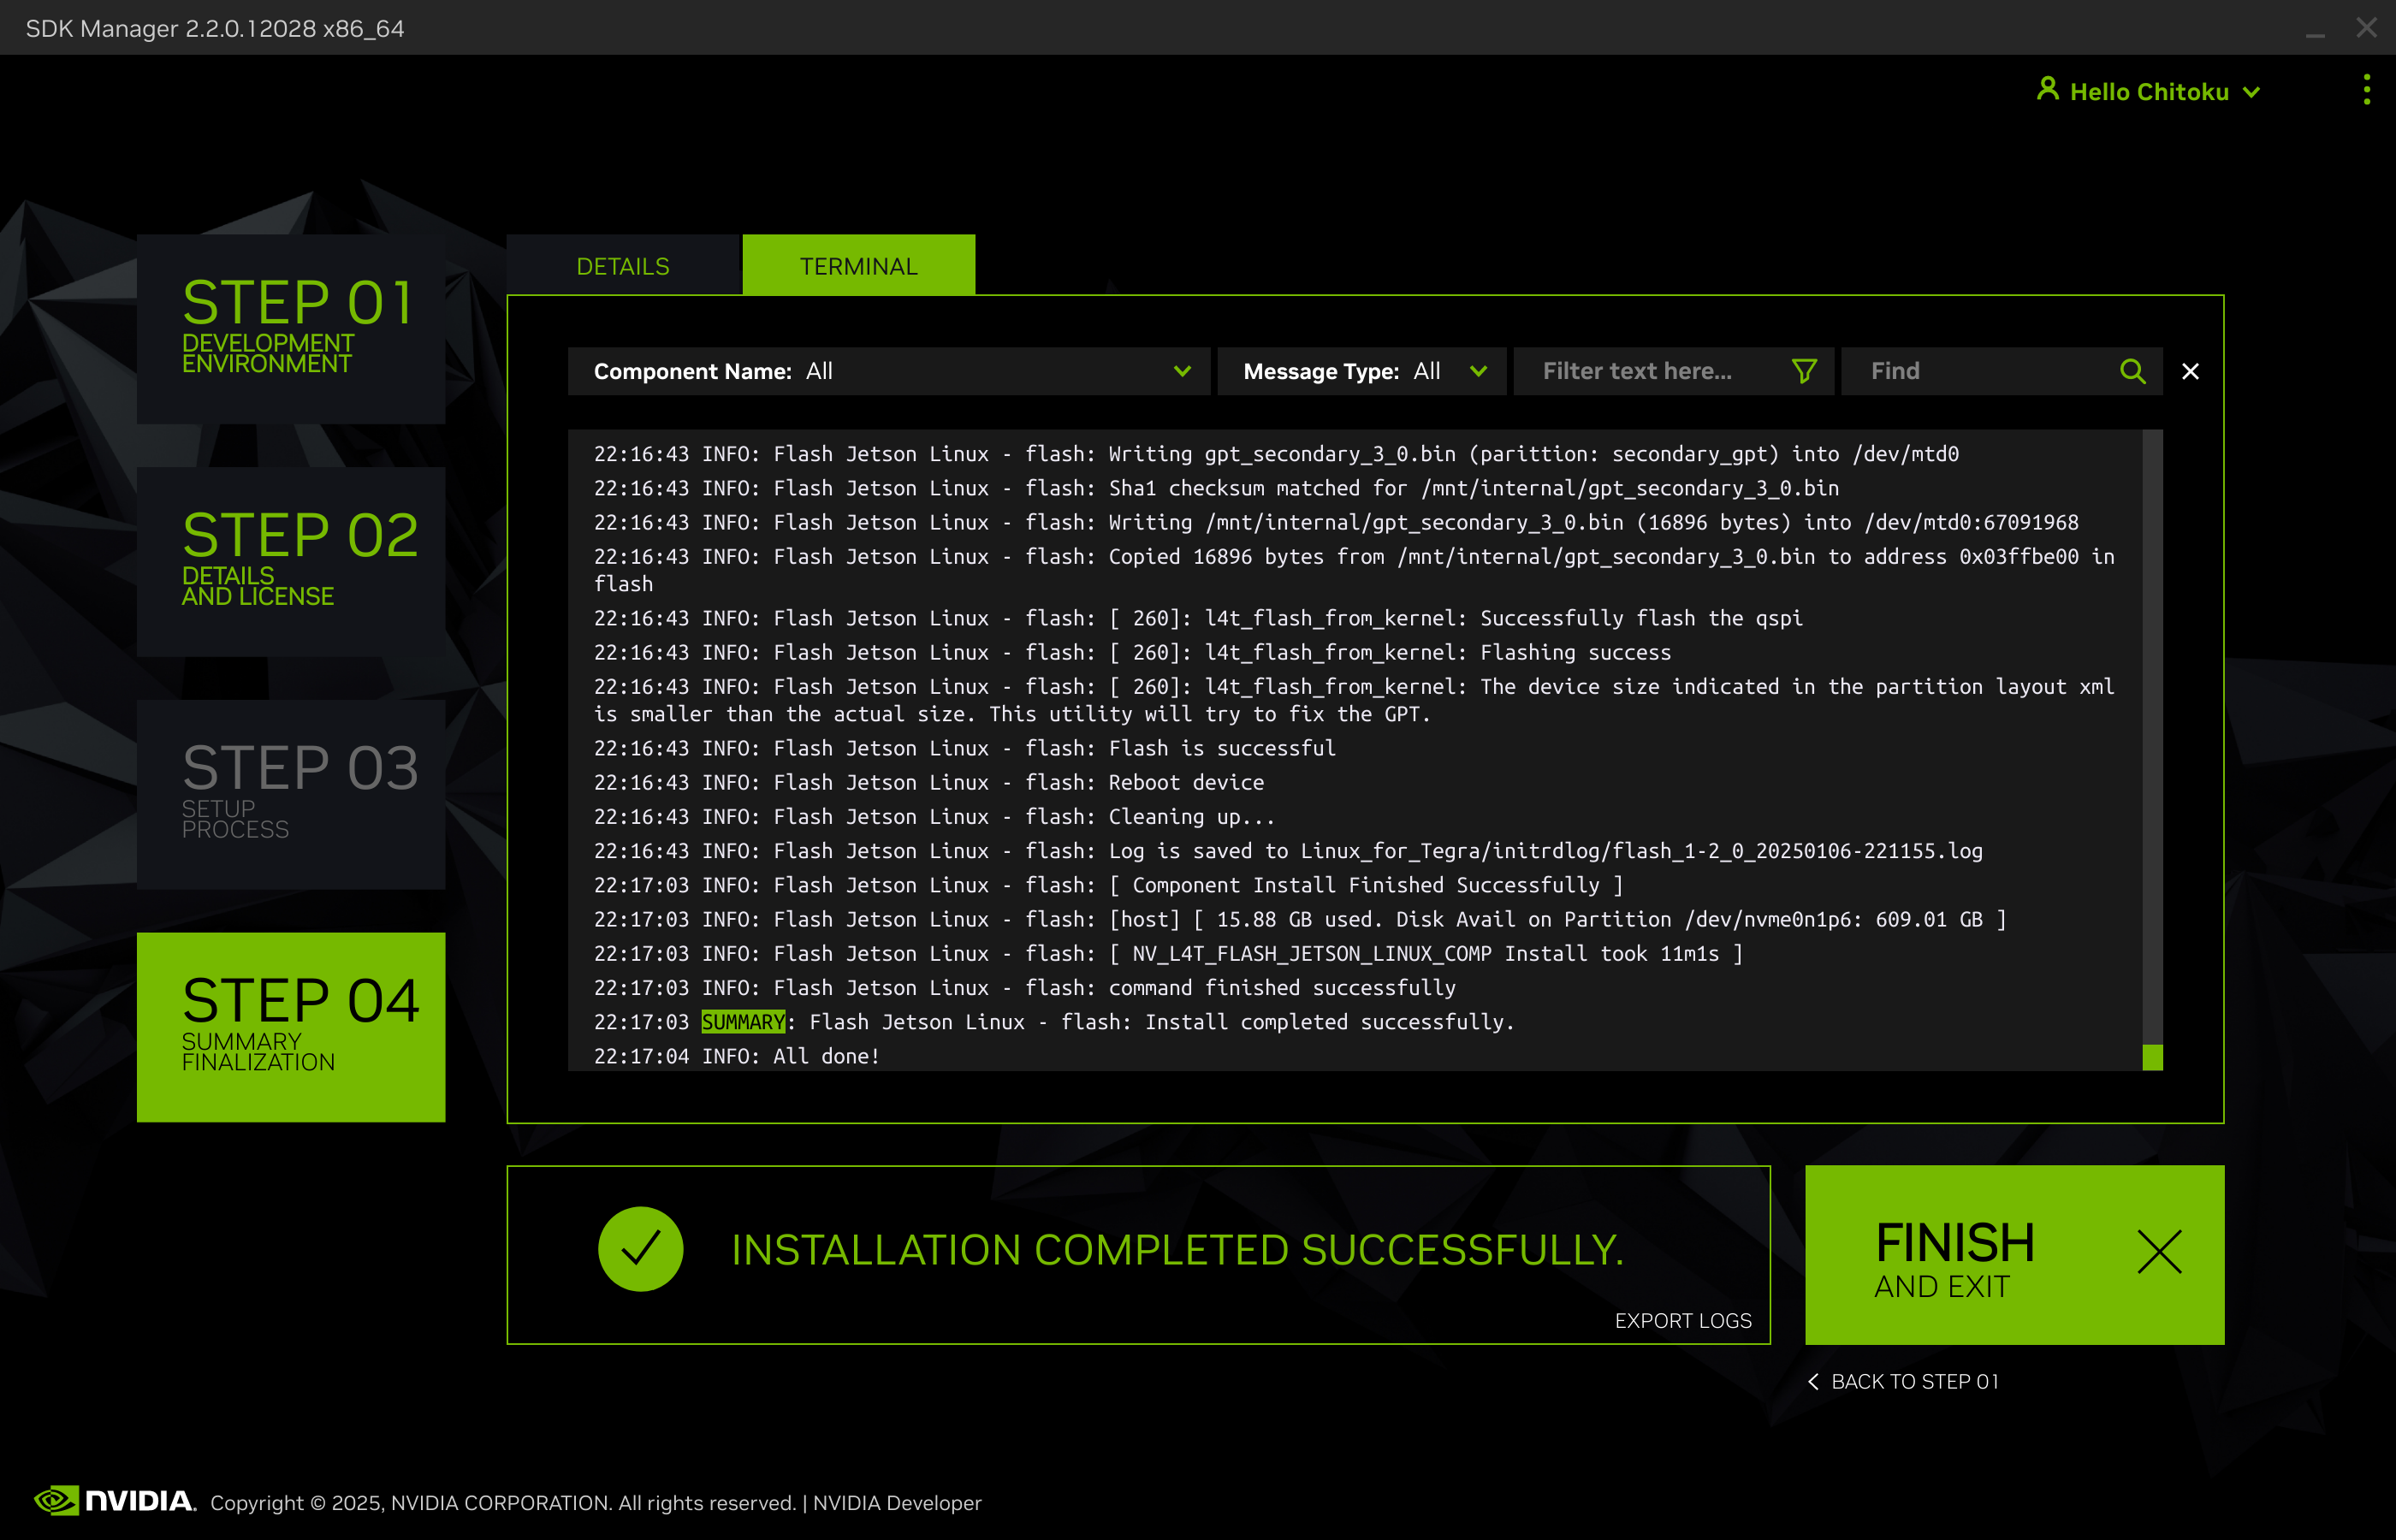 SDK Manager 2.2.0.12028 x86_64
Hello Chitoku
STEP 01
DEVELOPMENT
ENVIRONMENT
STEP 02
DETAILS
AND LICENSE
STEP 03
SETUP
PROCESS
STEP 04
SUMMARY
FINALIZATION
DETAILS
TERMINAL
Component Name: All
Message Type: All
Filter text here...
Find
22:16:43 INFO: Flash Jetson Linux - flash: Writing gpt_secondary_3_0.bin (parittion: secondary_gpt) into /dev/mtd0
22:16:43 INFO: Flash Jetson Linux - flash: Sha1 checksum matched for /mnt/internal/gpt_secondary_3_0.bin
22:16:43 INFO: Flash Jetson Linux - flash: Writing /mnt/internal/gpt_secondary_3_0.bin (16896 bytes) into /dev/mtd0:67091968
22:16:43 INFO: Flash Jetson Linux - flash: Copied 16896 bytes from /mnt/internal/gpt_secondary_3_0.bin to address 0x03ffbe00 in
flash
22:16:43 INFO: Flash Jetson Linux - flash: [ 260]: l4t_flash_from_kernel: Successfully flash the qspi
22:16:43 INFO: Flash Jetson Linux - flash: [ 260]: l4t_flash_from_kernel: Flashing success
22:16:43 INFO: Flash Jetson Linux - flash: [ 260]: l4t_flash_from_kernel: The device size indicated in the partition layout xml
is smaller than the actual size. This utility will try to fix the GPT.
22:16:43 INFO: Flash Jetson Linux - flash: Flash is successful
22:16:43 INFO: Flash Jetson Linux - flash: Reboot device
22:16:43 INFO: Flash Jetson Linux - flash: Cleaning up...
22:16:43 INFO: Flash Jetson Linux - flash: Log is saved to Linux_for_Tegra/initrdlog/flash_1-2_0_20250106-221155.log
22:17:03 INFO: Flash Jetson Linux - flash: [ Component Install Finished Successfully ]
22:17:03 INFO: Flash Jetson Linux - flash: [host] [ 15.88 GB used. Disk Avail on Partition /dev/nvme0n1p6: 609.01 GB ]
22:17:03 INFO: Flash Jetson Linux - flash: [ NV_L4T_FLASH_JETSON_LINUX_COMP Install took 11m1s ]
22:17:03 INFO: Flash Jetson Linux - flash: command finished successfully
22:17:03 SUMMARY: Flash Jetson Linux - flash: Install completed successfully.
22:17:04 INFO: All done!
INSTALLATION COMPLETED SUCCESSFULLY.
EXPORT LOGS
FINISH
AND EXIT
BACK TO STEP 01
NVIDIA. Copyright © 2025, NVIDIA CORPORATION. All rights reserved. | NVIDIA Developer